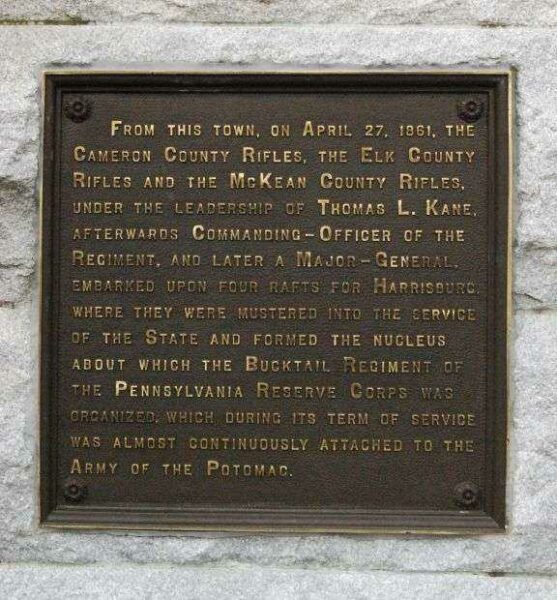 From this town, on April 27, 1861, the
Cameron County Rifles, the Elk County
Rifles and the McKean County Rifles,
under the leadership of Thomas L. Kane,
afterwards Commanding-Officer of the
Regiment, and later a Major-General,
embarked upon four rafts for Harrisburg,
where they were mustered into the service
of the State and formed the nucleus
about which the Bucktail Regiment of
the Pennsylvania Reserve Corps was
organized, which during its term of service
was almost continuously attached to the
Army of the Potomac.